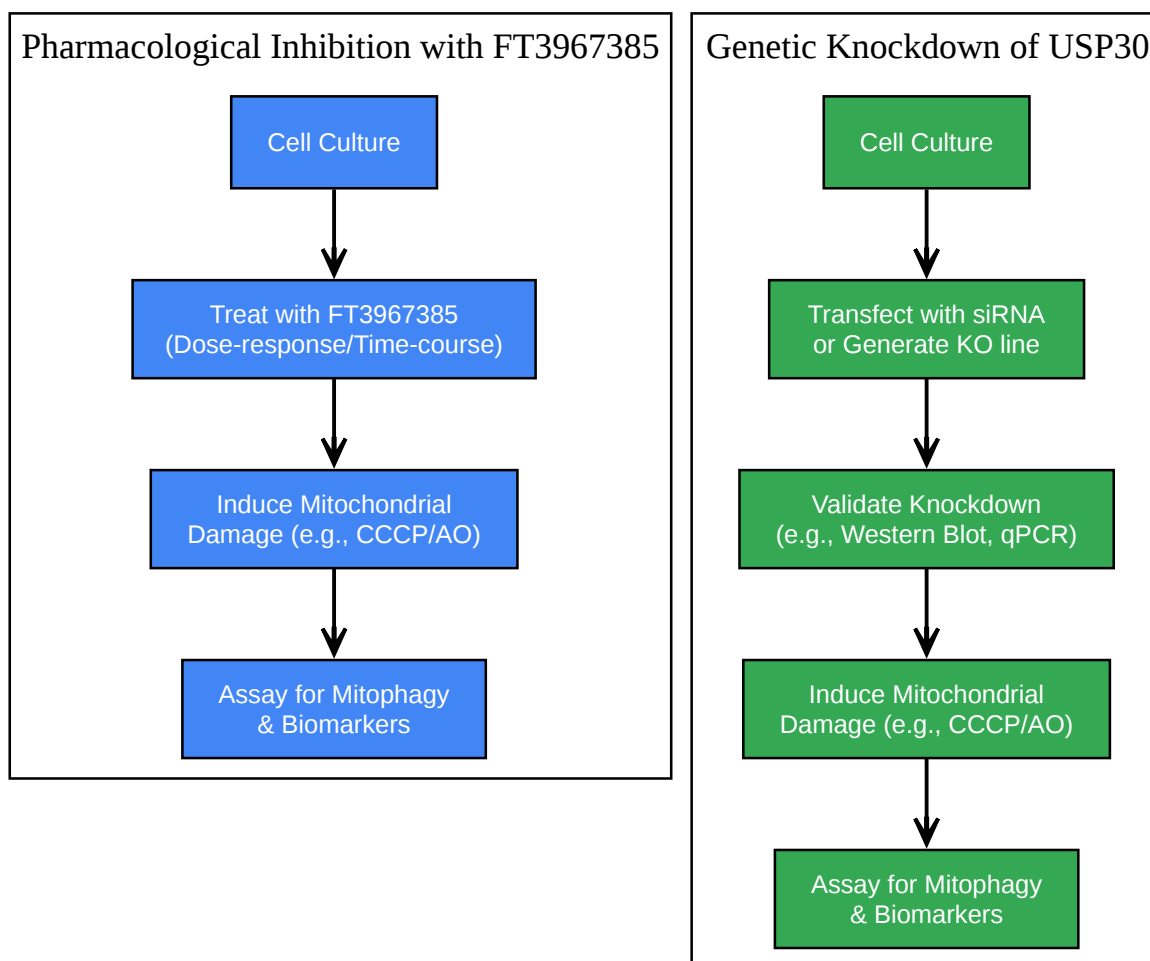 Pharmacological Inhibition with FT3967385
Cell Culture
Treat with FT3967385
(Dose-response/Time-course)
Induce Mitochondrial
Damage (e.g., CCCP/AO)
Assay for Mitophagy
& Biomarkers
Genetic Knockdown of USP30
Cell Culture
Transfect with siRNA
or Generate KO line
Validate Knockdown
(e.g., Western Blot, qPCR)
Induce Mitochondrial
Damage (e.g., CCCP/AO)
Assay for Mitophagy
& Biomarkers